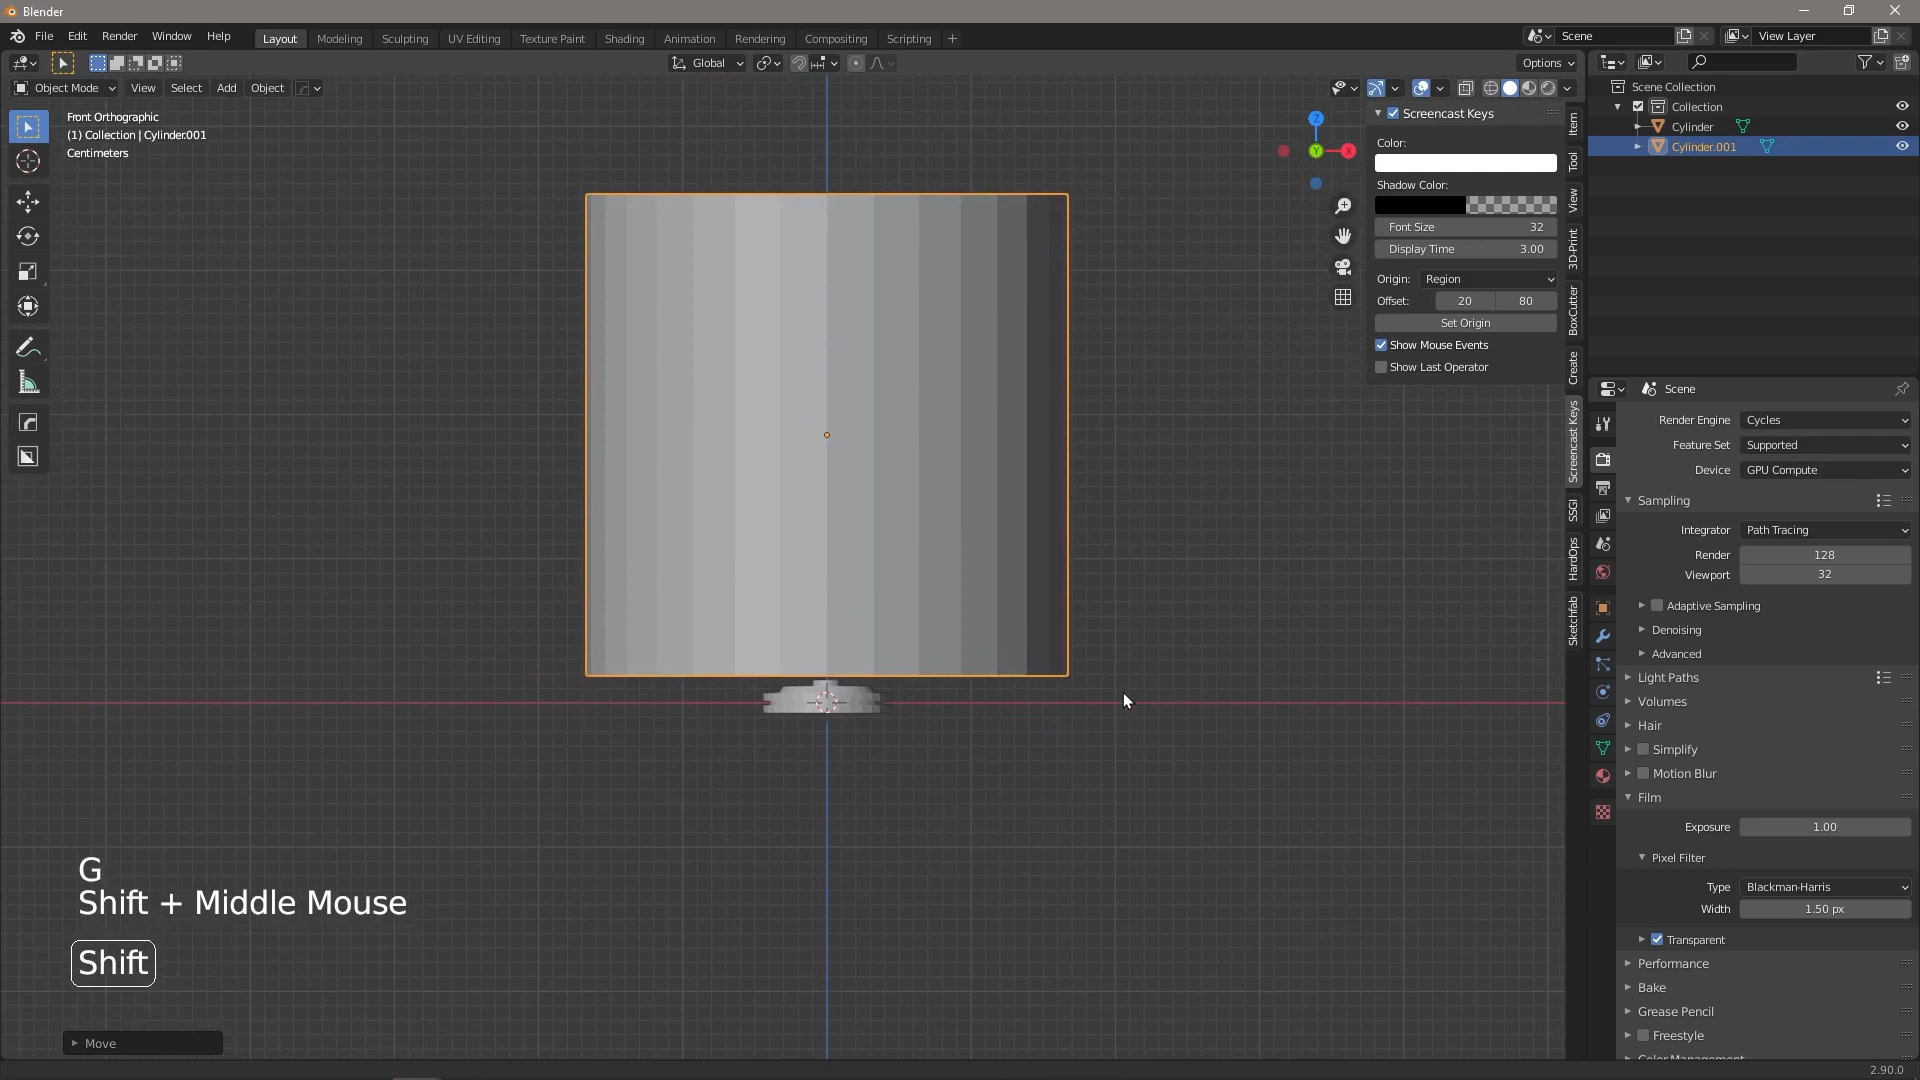 Blender
File Edit Render Window Help
Layout Modeling Sculpting UV Editing Texture Paint Shading Animation Rendering Compositing Scripting +
Scene
View Layer
Global
Options
Object Mode View Select Add Object
Front Orthographic
(1) Collection | Cylinder.001
Centimeters
Z
Y
X
Screencast Keys
Color:
Shadow Color:
Font Size 32
Display Time 3.00
Origin: Region
Offset: 20 80
Set Origin
Show Mouse Events
Show Last Operator
Item
Tool
View
3D-Print
BoxCutter
Create
Screencast Keys
SSGI
HardOps
Sketchfab
Scene Collection
Collection
Cylinder
Cylinder.001
Scene
Render Engine Cycles
Feature Set Supported
Device GPU Compute
Sampling
Integrator Path Tracing
Render 128
Viewport 32
Adaptive Sampling
Denoising
Advanced
Light Paths
Volumes
Hair
Simplify
Motion Blur
Film
Exposure 1.00
Pixel Filter
Type Blackman-Harris
Width 1.50 px
Transparent
Performance
Bake
Grease Pencil
Freestyle
Color Management
G
Shift + Middle Mouse
Shift
Move
2.90.0